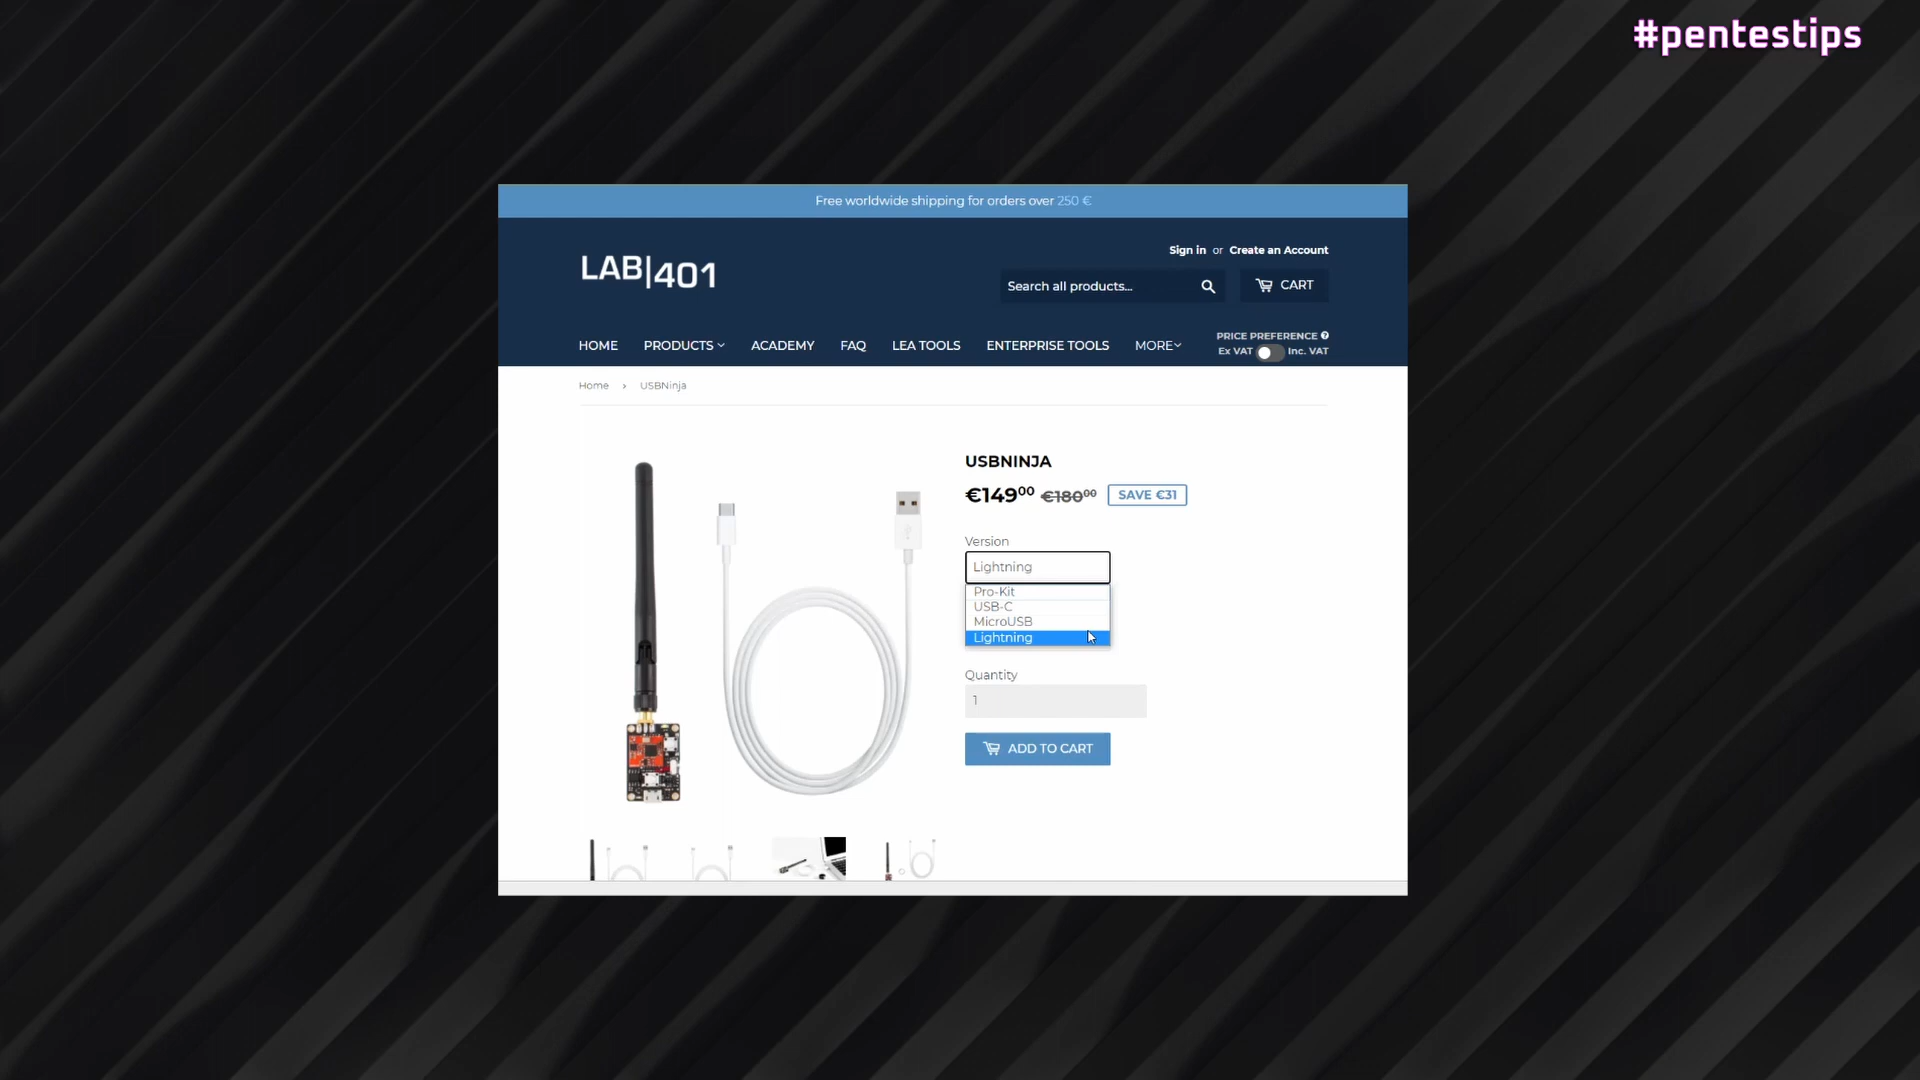 #pentestips
Free worldwide shipping for orders over 250 €
Sign in or Create an Account
LAB|401
Search all products...
CART
HOME PRODUCTS ACADEMY FAQ LEA TOOLS ENTERPRISE TOOLS MORE
PRICE PREFERENCE ?
Ex VAT Inc. VAT
Home › USBNinja
USBNINJA
€149⁰⁰ €180⁰⁰ SAVE €31
Version
Lightning
Pro-Kit
USB-C
MicroUSB
Lightning
Quantity
1
ADD TO CART